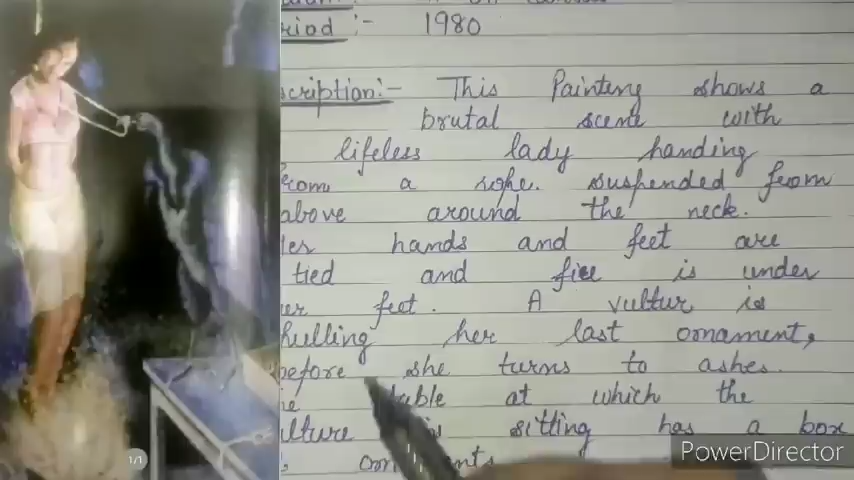 riod :- 1980
scription:- This Painting shows a
brutal scene with
lifeless lady handing
from a rope. suspended from
above around the neck.
hands and feet are
tied and fire is under
er feet. A vultur is
pulling her last ornament,
before she turns to ashes.
table at which the
ulture is sitting has a box
PowerDirector